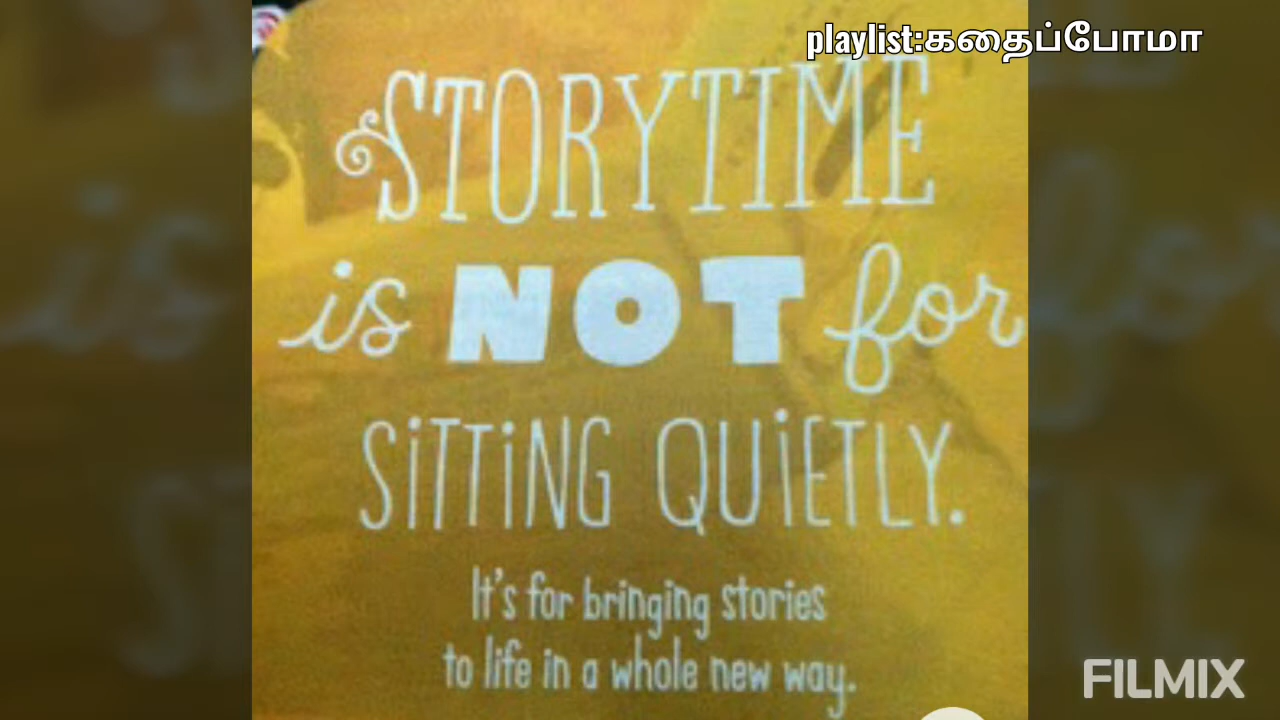 playlist:கதைப்போமா
STORYTIME
is NOT for
SiTTiNG QUiETLY.
It's for bringing stories
to life in a whole new way.
FILMIX